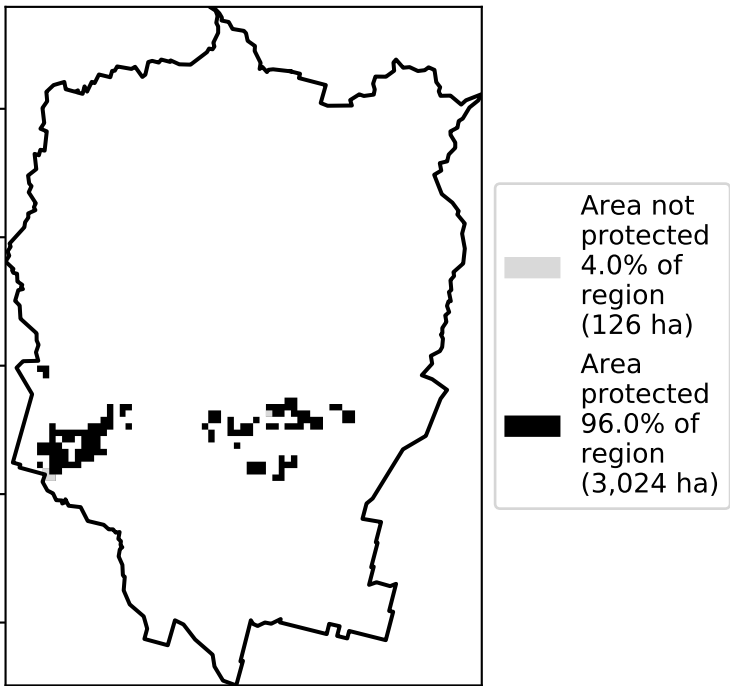 Area not
protected
4.0% of
region
(126 ha)
Area
protected
96.0% of
region
(3,024 ha)